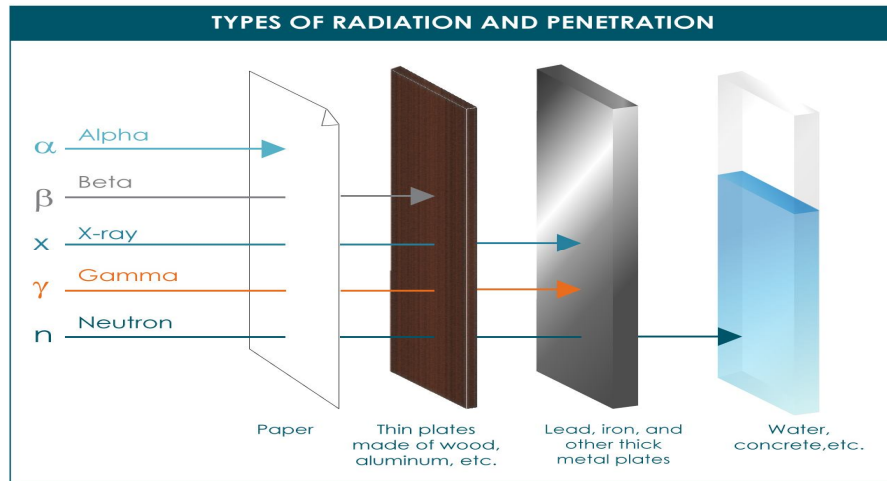 TYPES OF RADIATION AND PENETRATION
α Alpha
β Beta
x X-ray
γ Gamma
n Neutron
Paper
Thin plates
made of wood,
aluminum, etc.
Lead, iron, and
other thick
metal plates
Water,
concrete,etc.